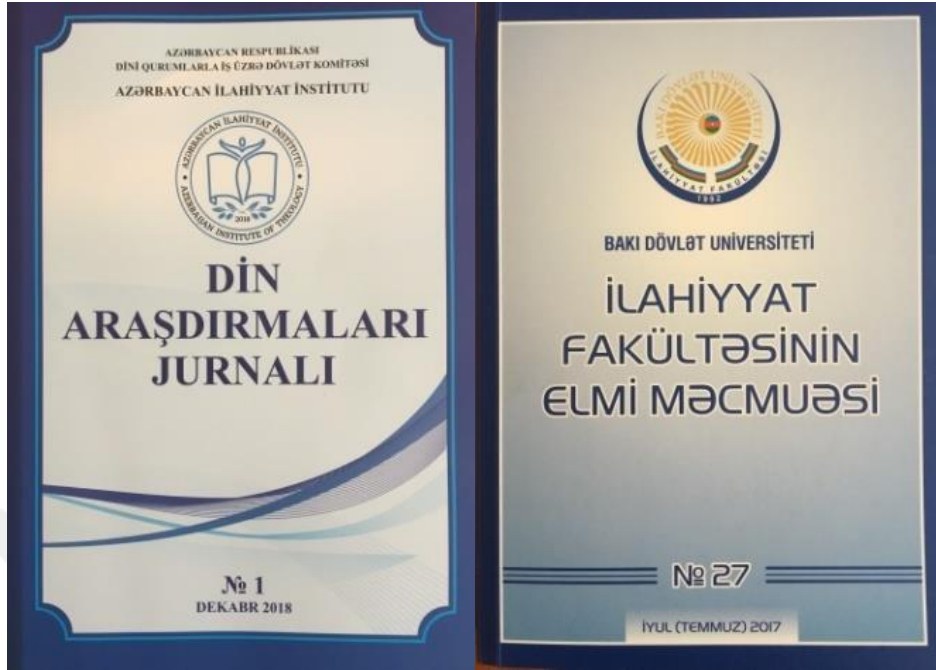 AZƏRBAYCAN RESPUBLİKASI
DİNİ QURUMLARLA İŞ ÜZRƏ DÖVLƏT KOMİTƏSİ
AZƏRBAYCAN İLAHİYYAT İNSTİTUTU
AZƏRBAYCAN İLAHİYYAT İNSTİTUTU
2018
AZERBAIJAN INSTITUTE OF THEOLOGY
DİN
ARAŞDIRMALARI
JURNALI
№ 1
DEKABR 2018
BAKI DÖVLƏT UNİVERSİTETİ
İLAHİYYAT FAKÜLTƏSİ
1992
BAKI DÖVLƏT UNİVERSİTETİ
İLAHİYYAT
FAKÜLTƏSİNİN
ELMİ MƏCMUƏSİ
№ 27
İYUL (TEMMUZ) 2017